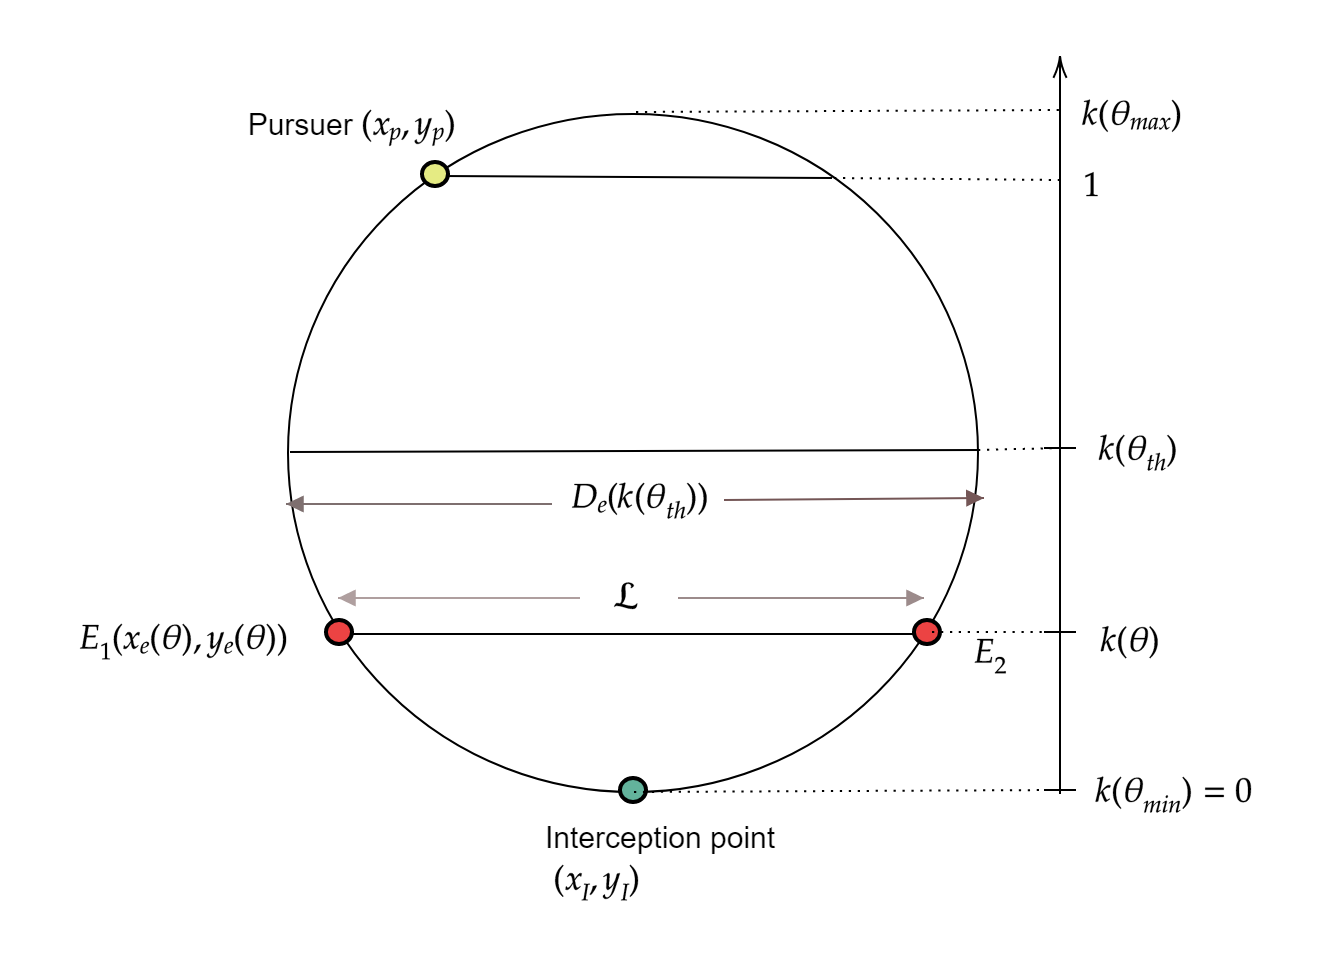 k(θ_max)
Pursuer (x_p, y_p)
1
k(θ_th)
D_e(k(θ_th))
ℒ
E_1(x_e(θ), y_e(θ))
k(θ)
E_2
k(θ_min) = 0
Interception point
(x_I, y_I)